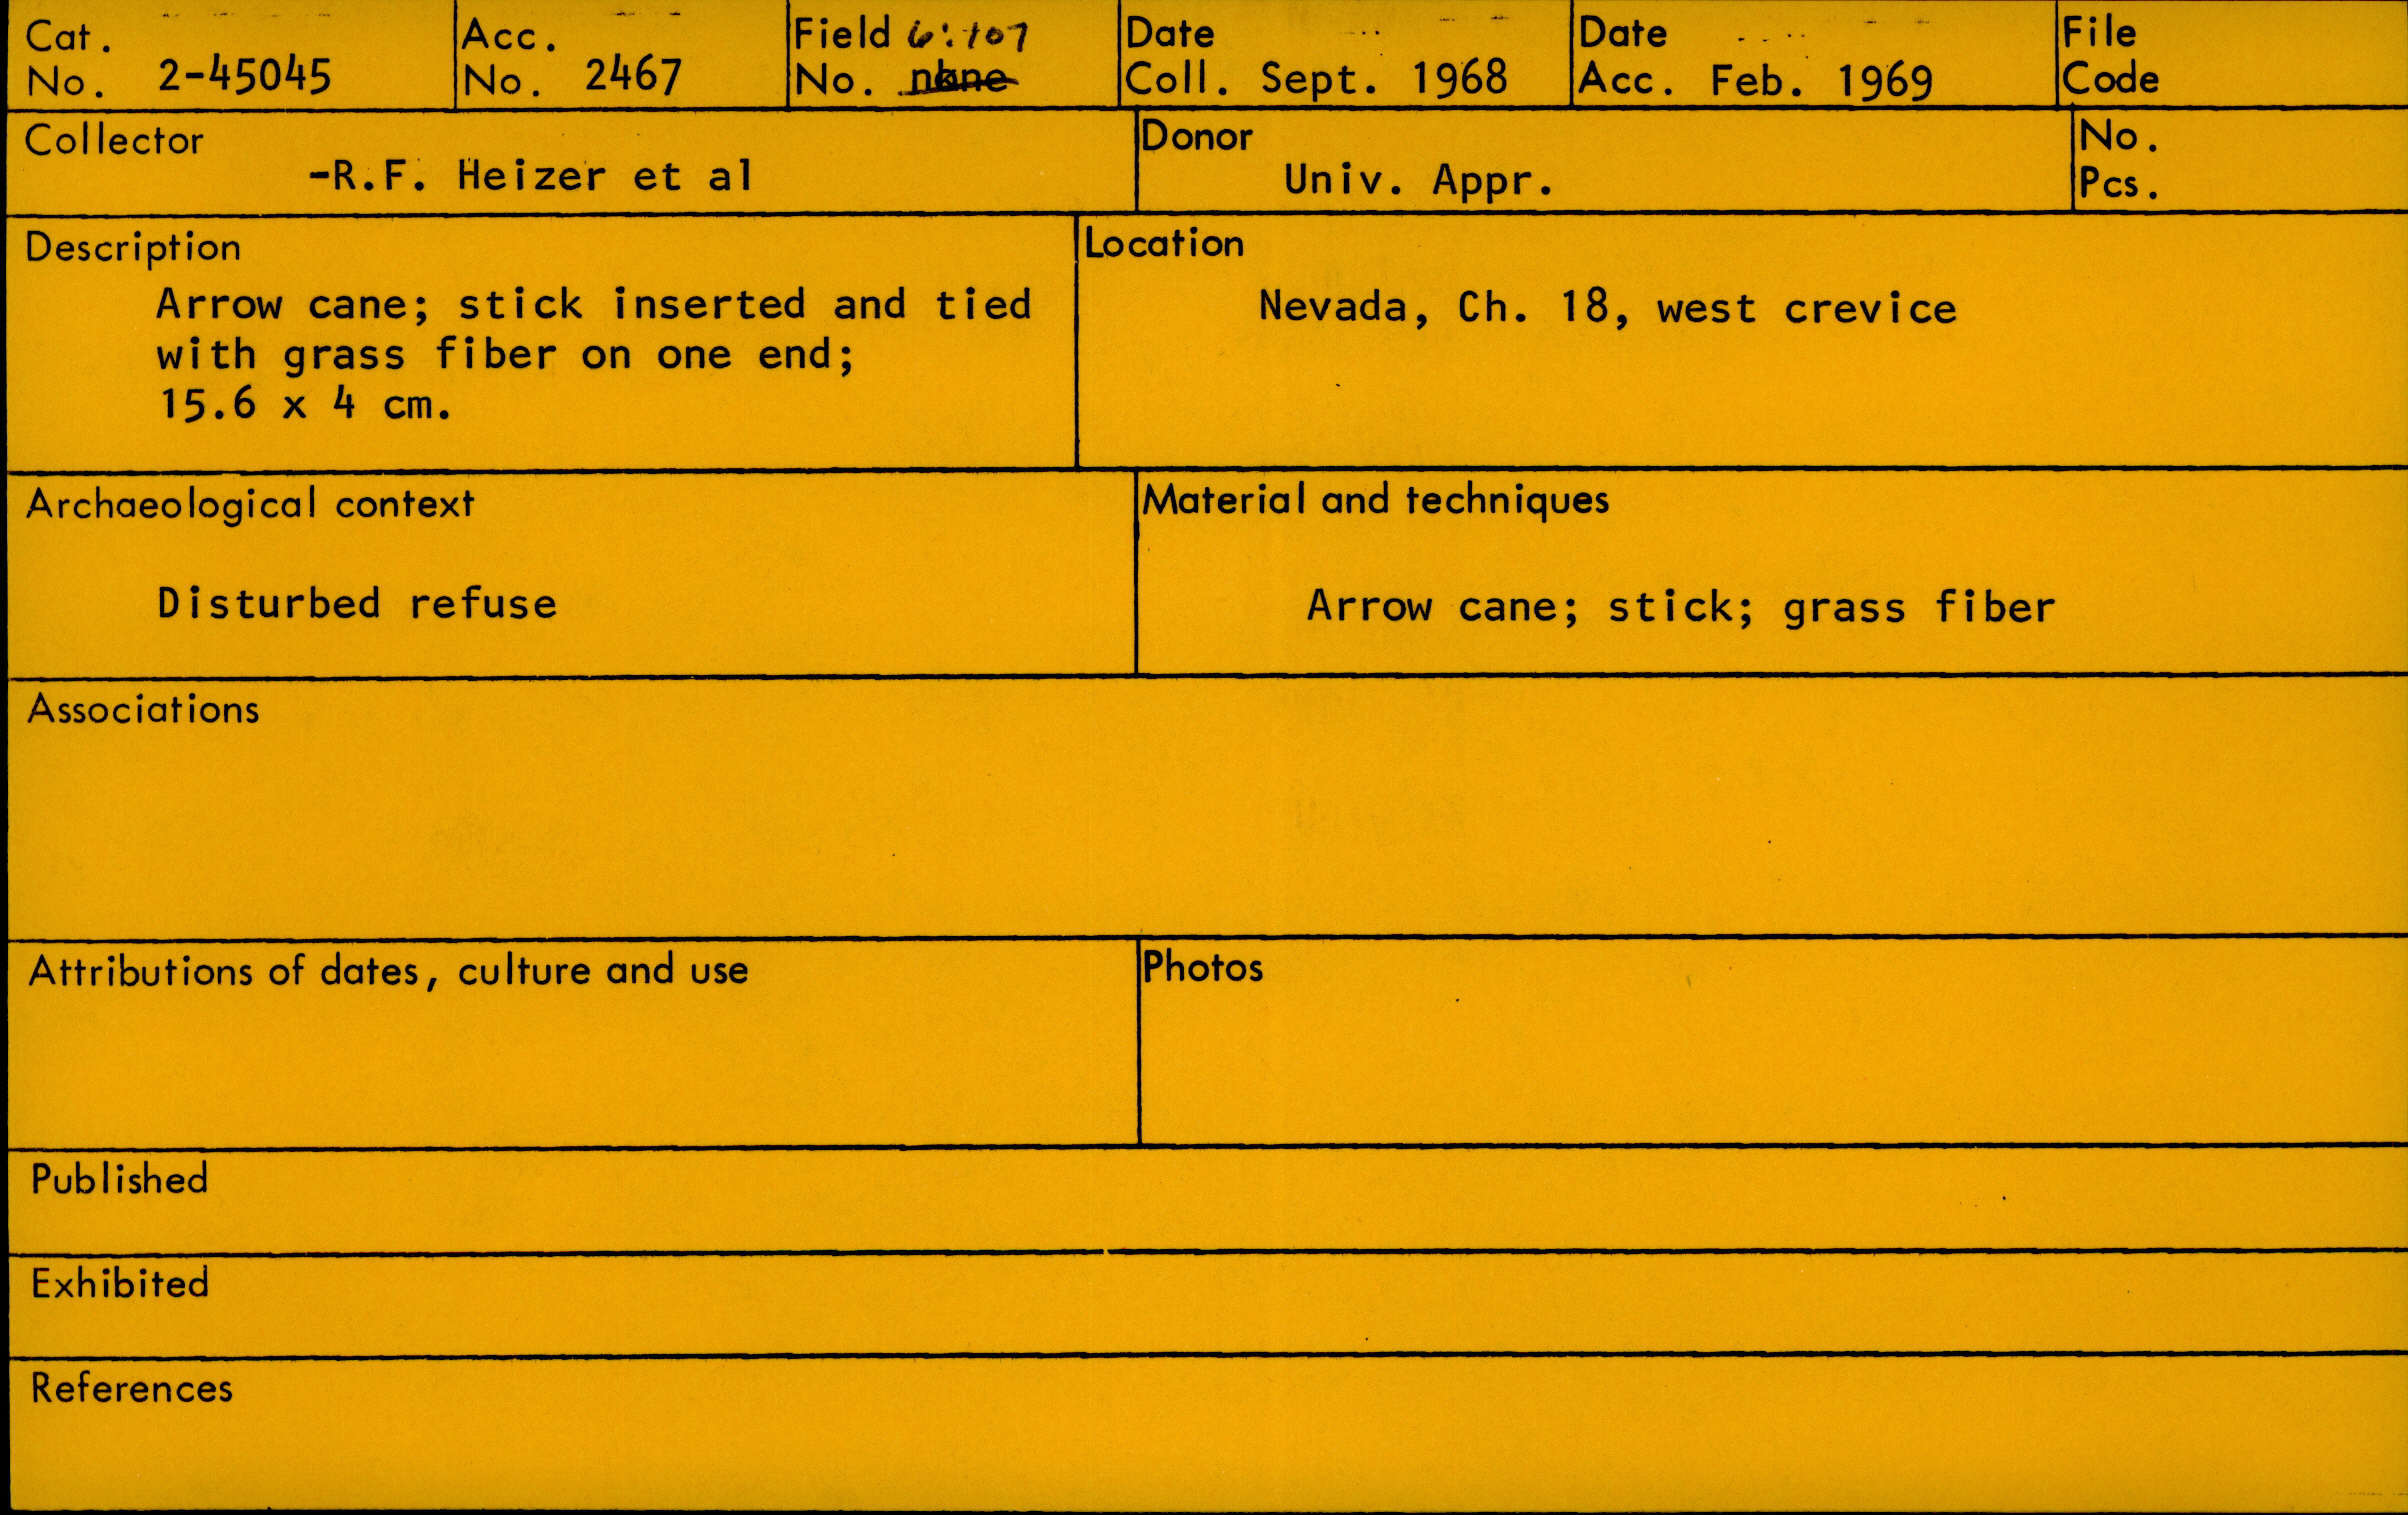 Cat. No. 2-45045
Acc. No. 2467
Field No. 6:107 none
Date Coll. Sept. 1968
Date Acc. Feb. 1969
File Code
Collector
-R.F. Heizer et al
Donor
Univ. Appr.
No. Pcs.
Description
Arrow cane; stick inserted and tied
with grass fiber on one end;
15.6 x 4 cm.
Location
Nevada, Ch. 18, west crevice
Archaeological context
Disturbed refuse
Material and techniques
Arrow cane; stick; grass fiber
Associations
Attributions of dates, culture and use
Photos
Published
Exhibited
References